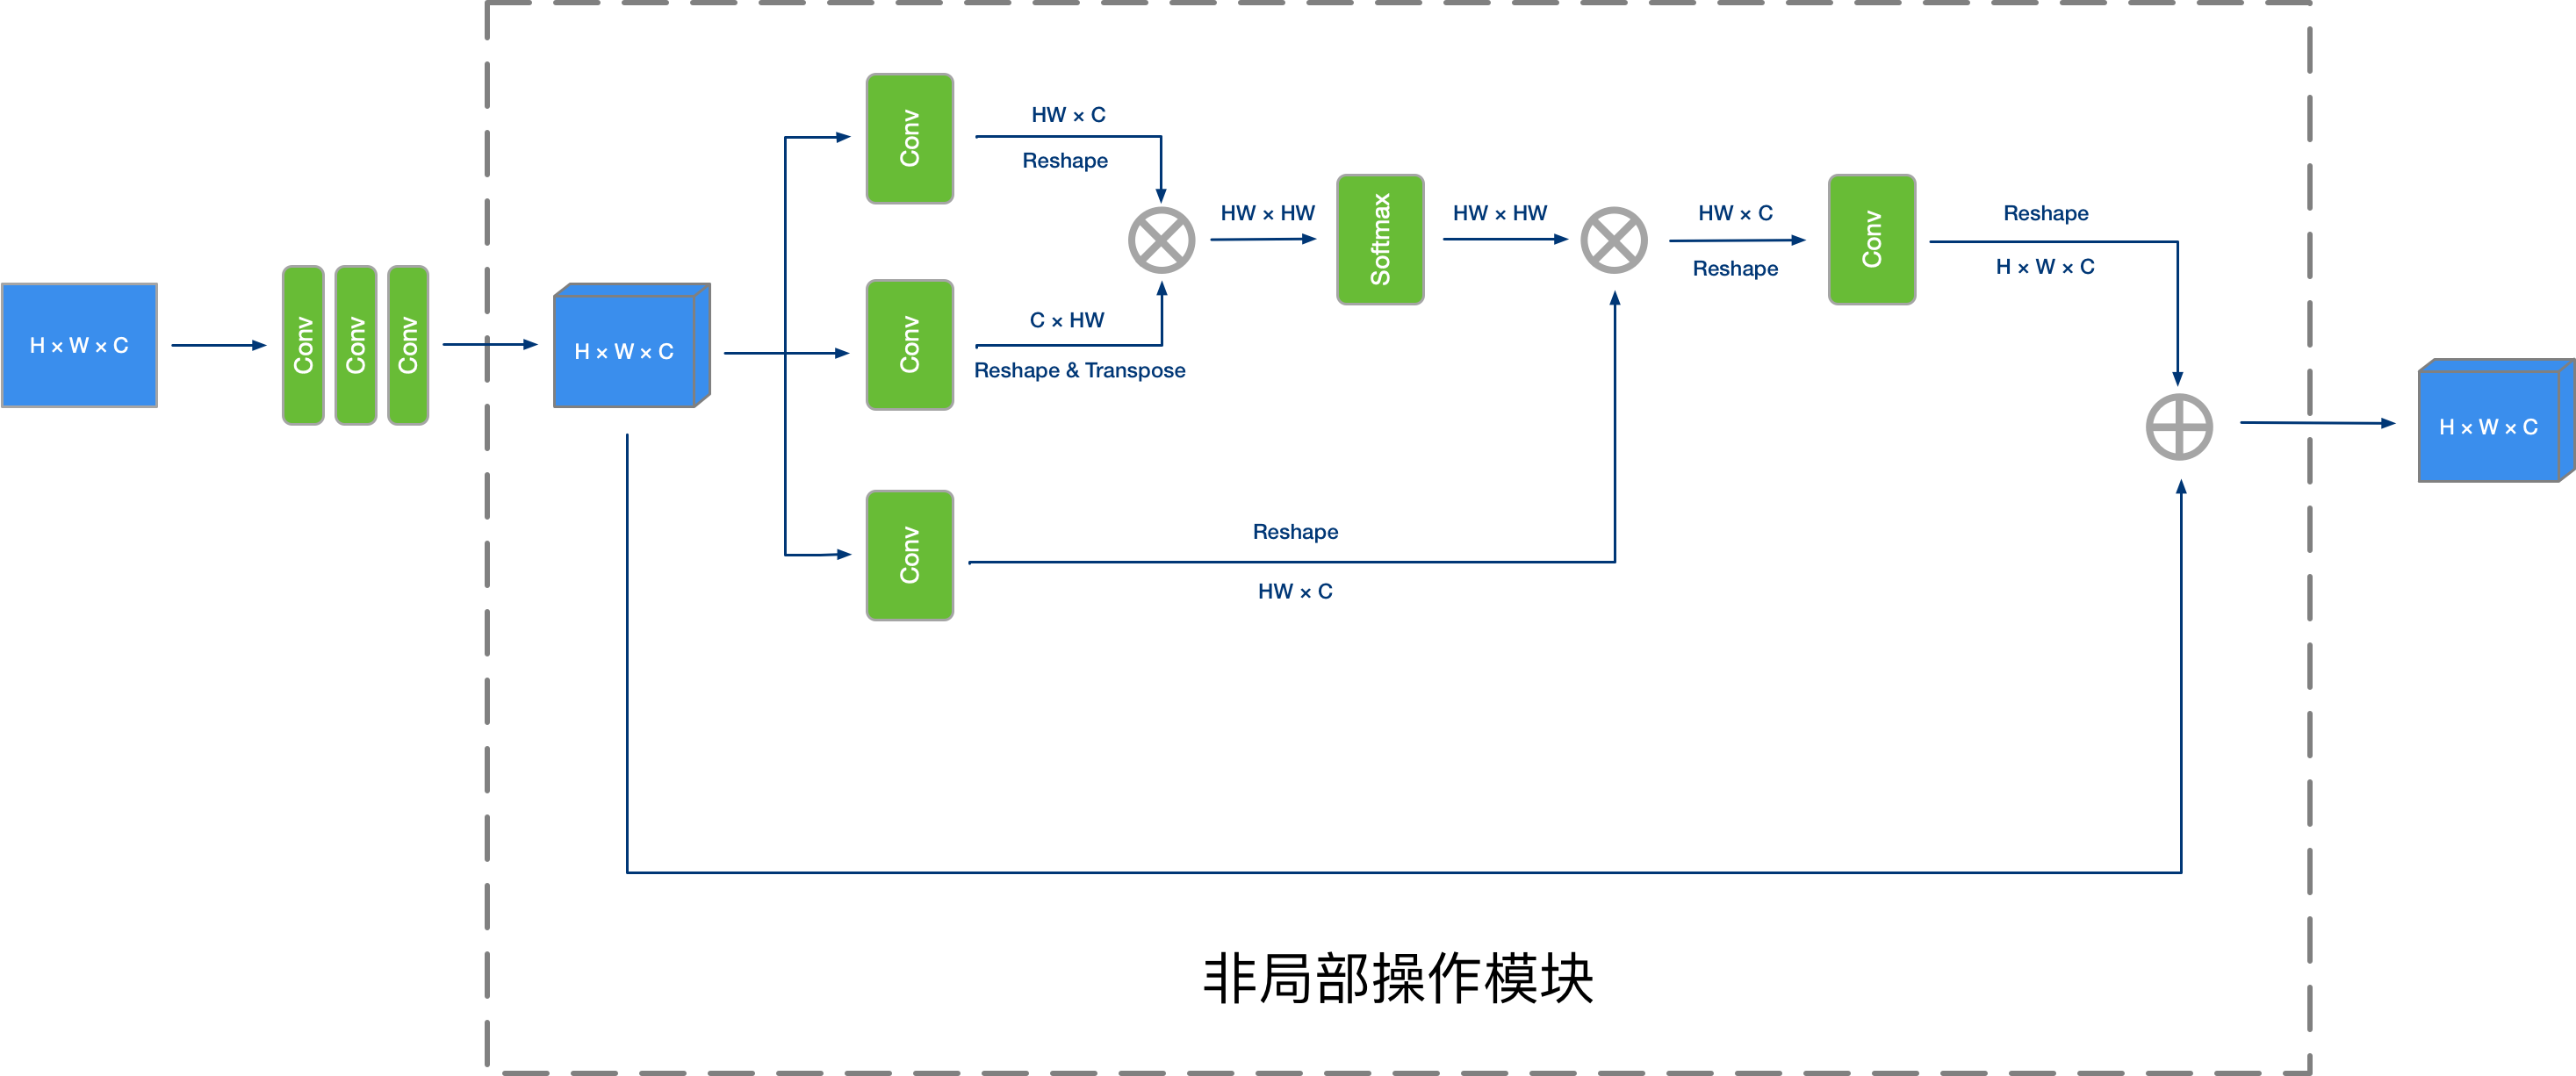 H × W × C
Conv
Conv
Conv
H × W × C
Conv
HW × C
Reshape
Conv
C × HW
Reshape & Transpose
Conv
Reshape
HW × C
HW × HW
Softmax
HW × HW
HW × C
Reshape
Conv
Reshape
H × W × C
H × W × C
非局部操作模块